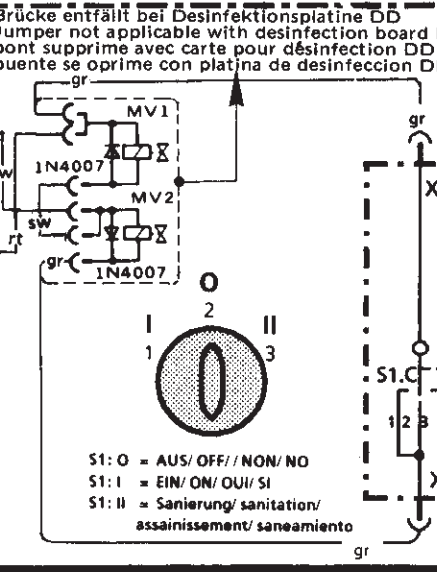 Brücke entfällt bei Desinfektionsplatine DD
Jumper not applicable with desinfection board
pont supprime avec carte pour désinfection DD
puente se oprime con platina de desinfeccion D
gr
MV1
gr
1N4007
w
MV2
X
sw
rt
gr
1N4007
O
I
2
II
1
3
S1.C
1 2 3
S1: O = AUS/ OFF// NON/ NO
S1: I = EIN/ ON/ OUI/ SI
S1: II = Sanierung/ sanitation/
assainissement/ saneamiento
gr